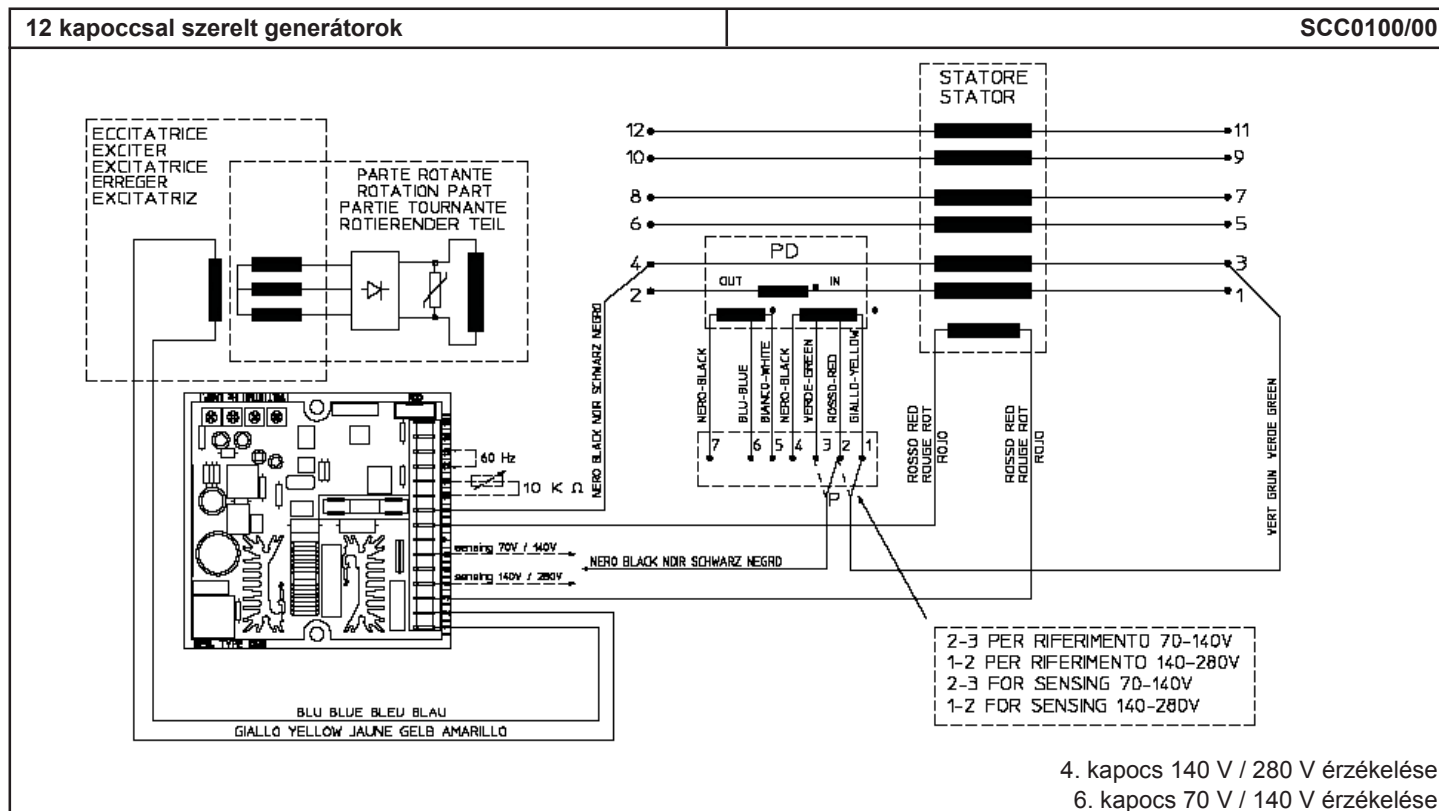 12 kapoccsal szerelt generátorok
SCC0100/00
STATORE
STATOR
ECCITATRICE
EXCITER
EXCITATRICE
ERREGER
EXCITATRIZ
PARTE ROTANTE
ROTATION PART
PARTIE TOURNANTE
ROTIERENDER TEIL
12
11
10
9
8
7
6
5
4
3
2
1
PD
OUT
IN
NERO BLACK NOIR SCHWARZ NEGRO
NERO-BLACK
BLU-BLUE
BIANCO-WHITE
NERO-BLACK
VERDE-GREEN
ROSSO-RED
GIALLO-YELLOW
7
6
5
4
3
2
1
P
ROSSO RED
ROUGE ROT
ROJO
ROSSO RED
ROUGE ROT
ROJO
VERT GRUN VERDE GREEN
60 Hz
10 K Ω
sensing 70V / 140V
sensing 140V / 280V
NERO BLACK NOIR SCHWARZ NEGRO
2-3 PER RIFERIMENTO 70-140V
1-2 PER RIFERIMENTO 140-280V
2-3 FOR SENSING 70-140V
1-2 FOR SENSING 140-280V
BLU BLUE BLEU BLAU
GIALLO YELLOW JAUNE GELB AMARILLO
4. kapocs 140 V / 280 V érzékelése
6. kapocs 70 V / 140 V érzékelése